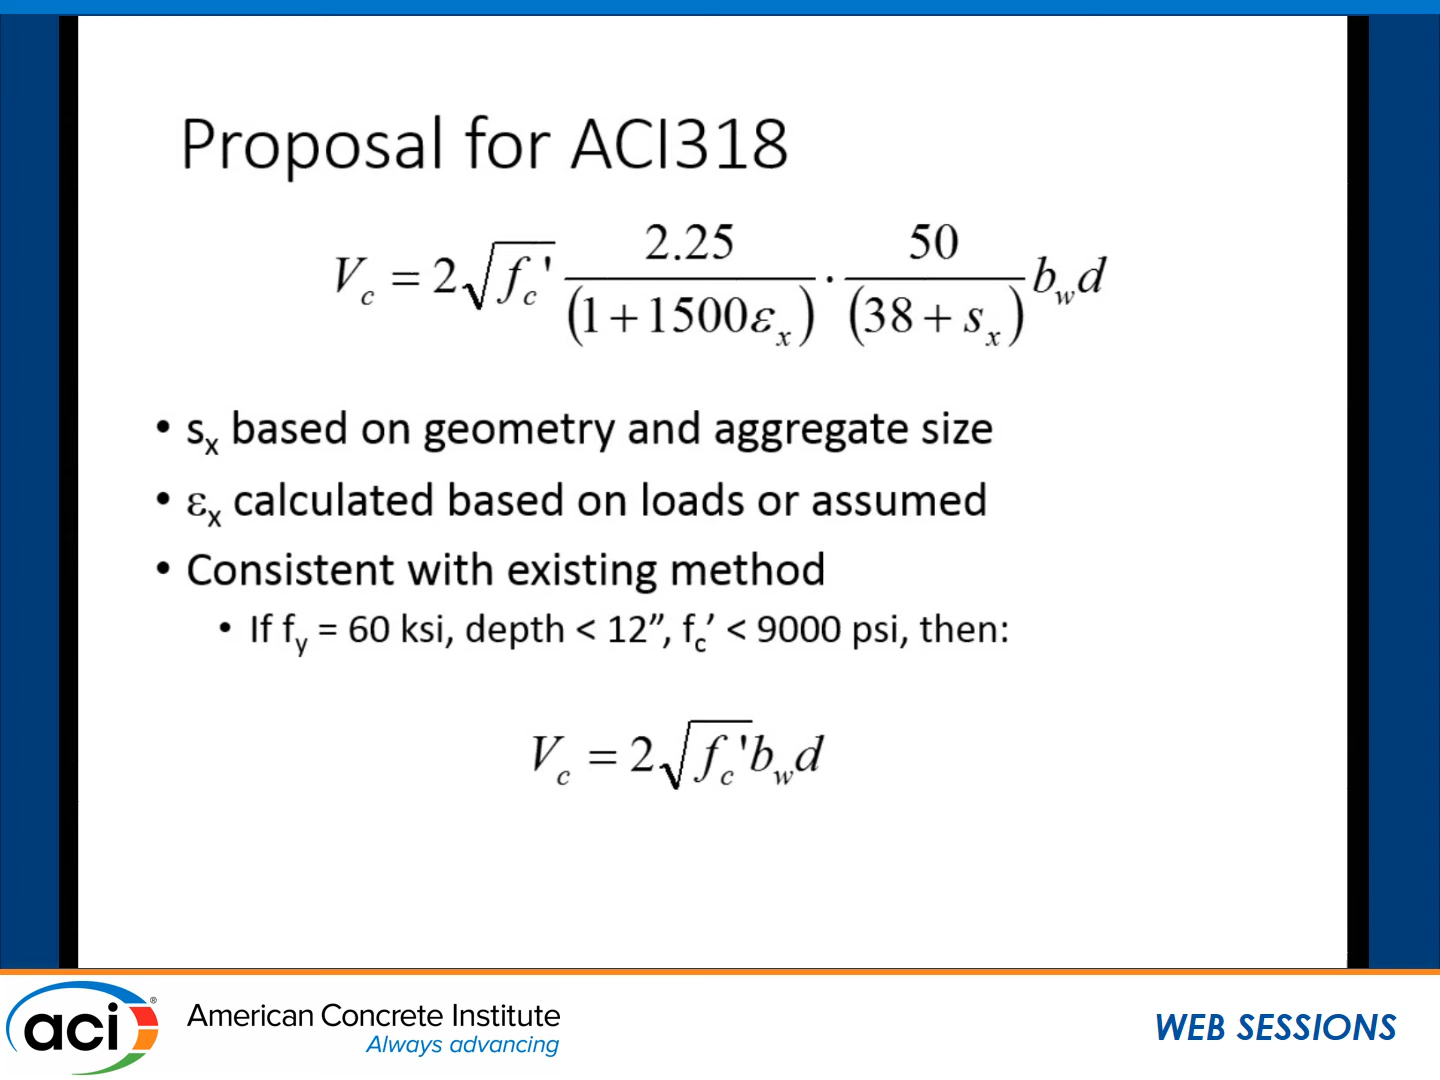 Proposal for ACI318
V_c = 2√f_c' 2.25/(1+1500ε_x) · 50/(38+s_x) b_w d
• s_x based on geometry and aggregate size
• ε_x calculated based on loads or assumed
• Consistent with existing method
• If f_y = 60 ksi, depth < 12”, f_c’ < 9000 psi, then:
V_c = 2√f_c' b_w d
aci®
American Concrete Institute
Always advancing
WEB SESSIONS